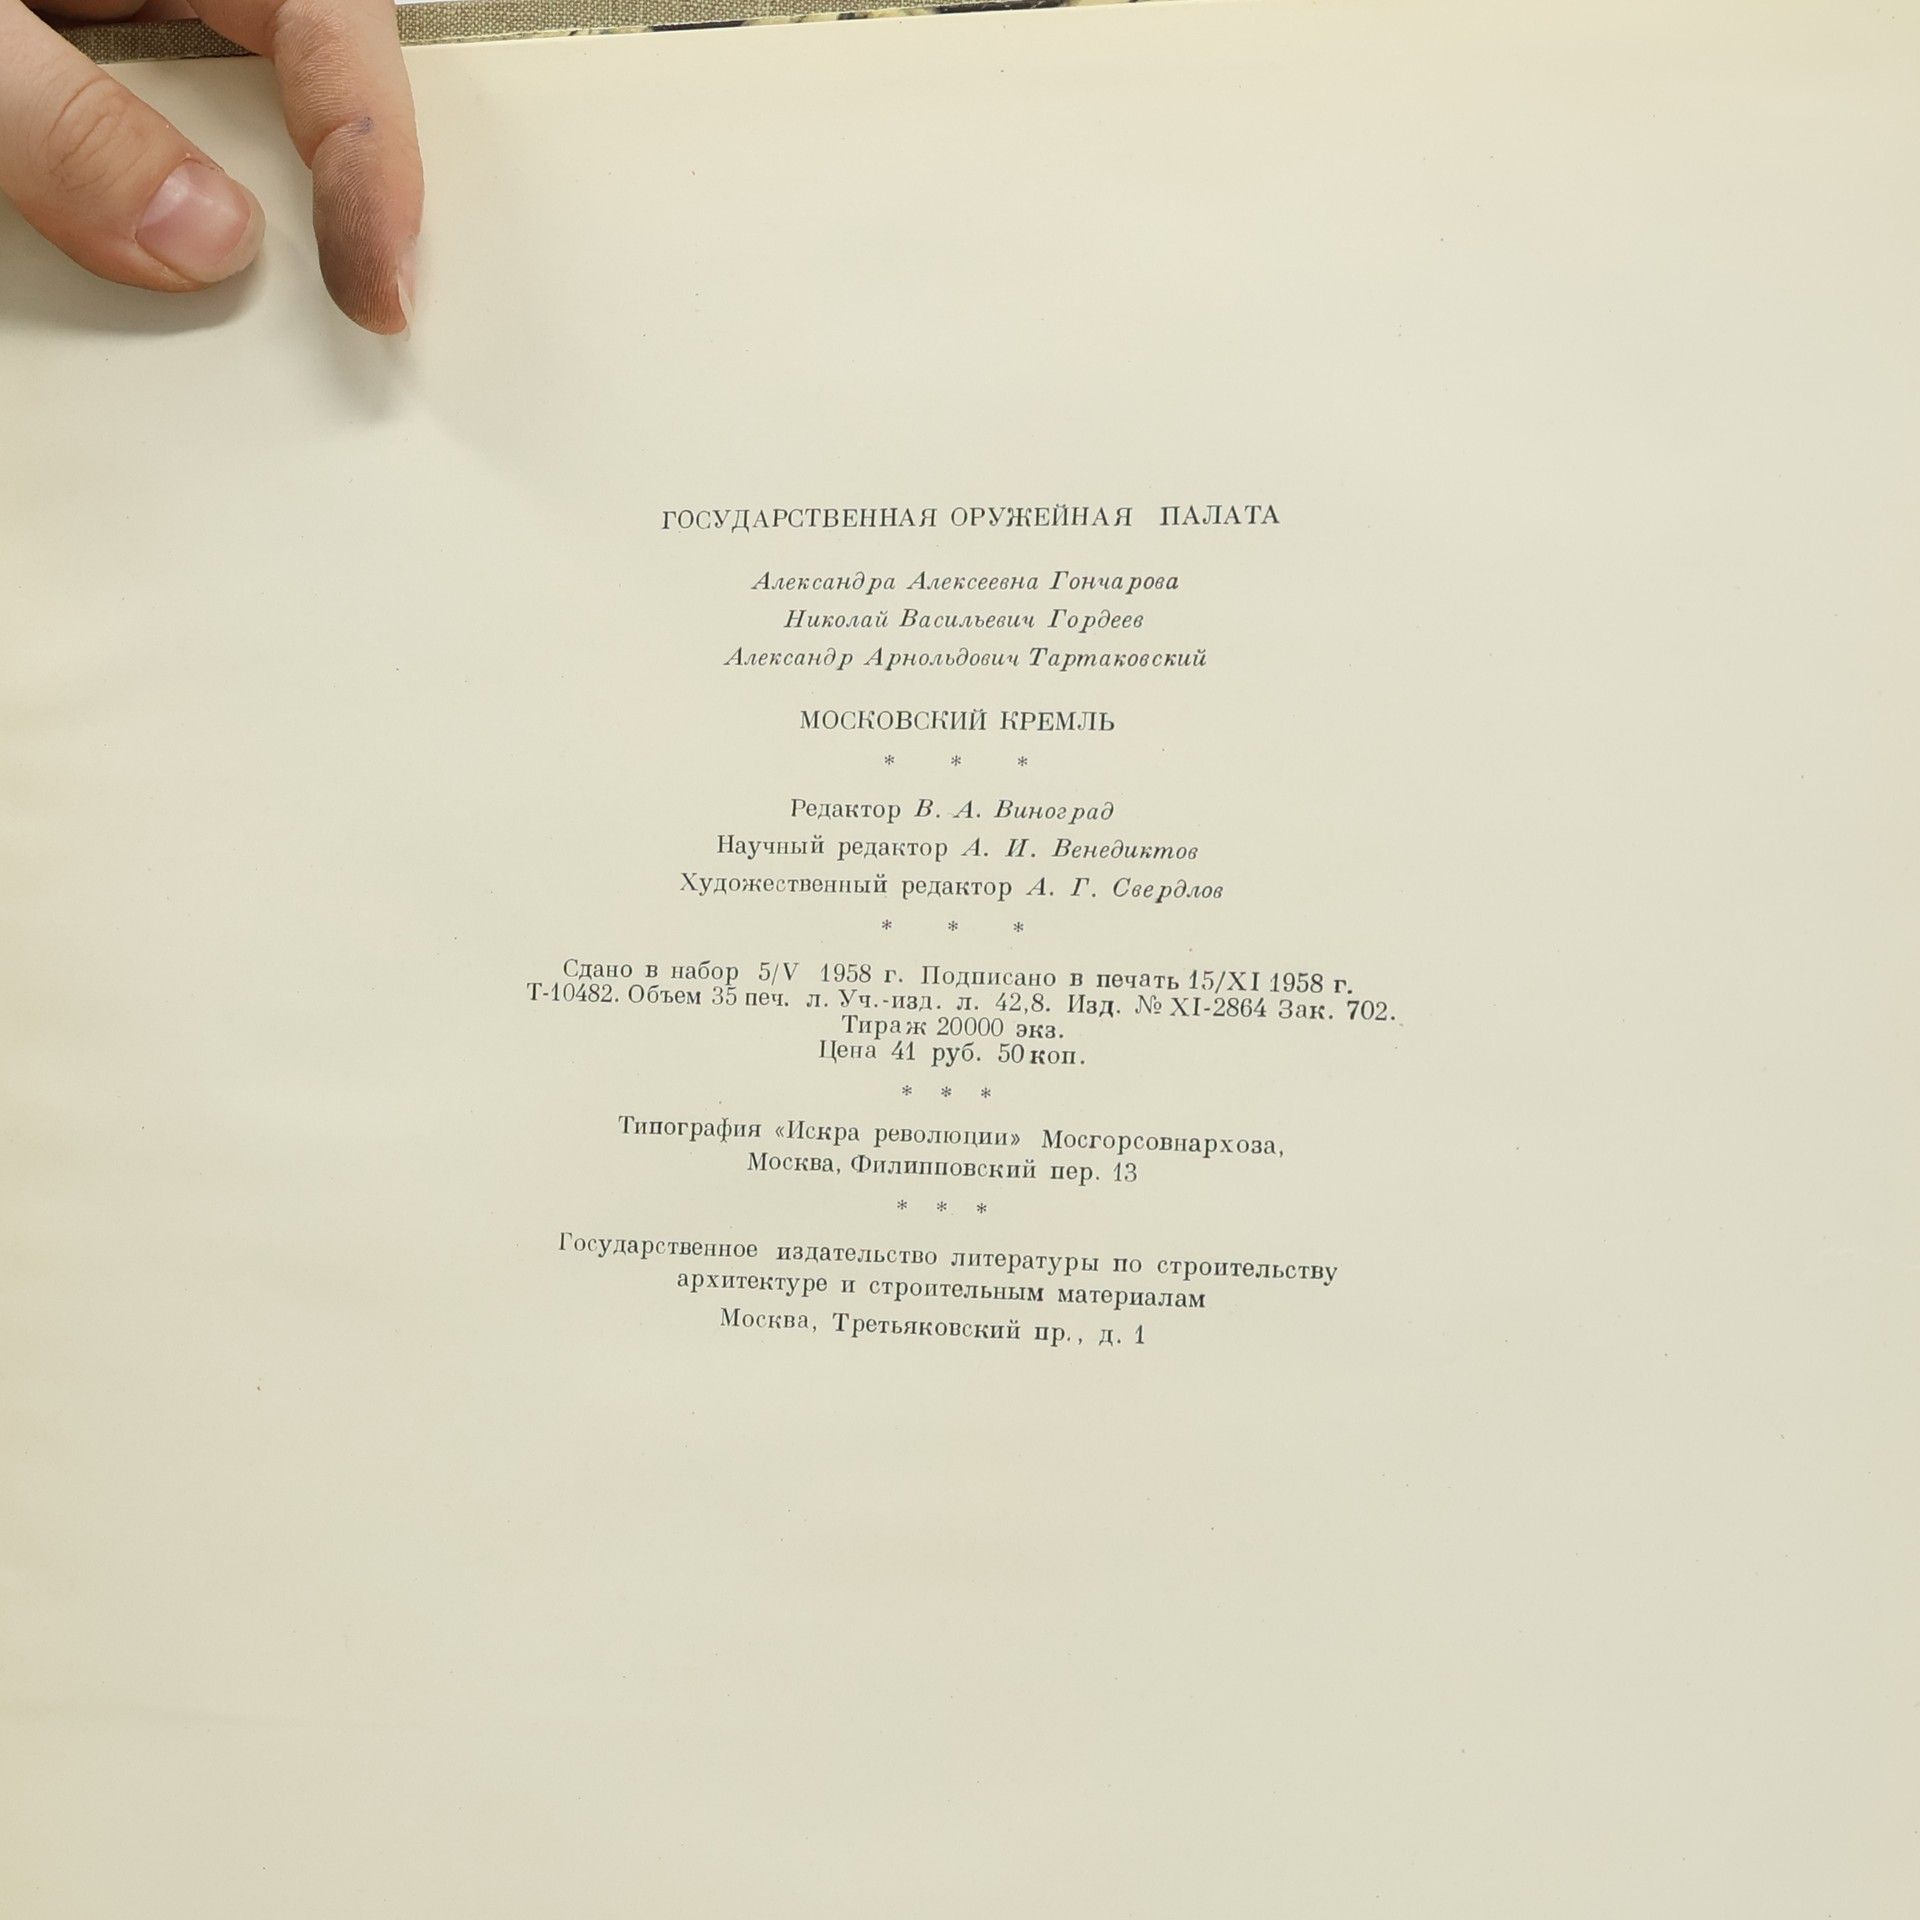 ГОСУДАРСТВЕННАЯ ОРУЖЕЙНАЯ ПАЛАТА
Александра Алексеевна Гончарова
Николай Васильевич Гордеев
Александр Арнольдович Тартаковский
МОСКОВСКИЙ КРЕМЛЬ
* * *
Редактор В. А. Виноград
Научный редактор А. И. Венедиктов
Художественный редактор А. Г. Свердлов
* * *
Сдано в набор 5/V 1958 г. Подписано в печать 15/XI 1958 г.
Т-10482. Объем 35 печ. л. Уч.-изд. л. 42,8. Изд. № XI-2864 Зак. 702.
Тираж 20000 экз.
Цена 41 руб. 50 коп.
* * *
Типография «Искра революции» Мосгорсовнархоза,
Москва, Филипповский пер. 13
* * *
Государственное издательство литературы по строительству
архитектуре и строительным материалам
Москва, Третьяковский пр., д. 1